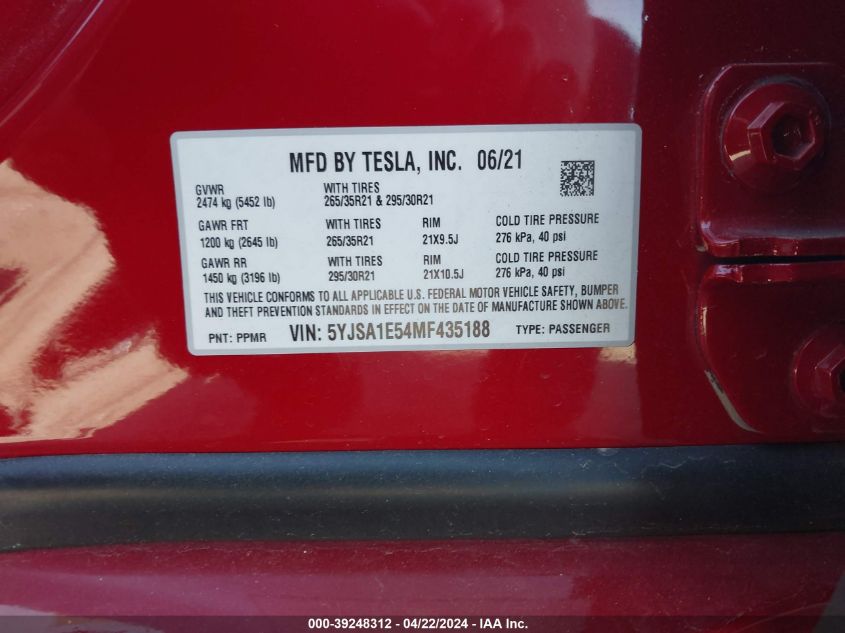 MFD BY TESLA, INC. 06/21
GVWR
2474 kg (5452 lb)
WITH TIRES
265/35R21 & 295/30R21
GAWR FRT
1200 kg (2645 lb)
WITH TIRES
265/35R21
RIM
21X9.5J
COLD TIRE PRESSURE
276 kPa, 40 psi
GAWR RR
1450 kg (3196 lb)
WITH TIRES
295/30R21
RIM
21X10.5J
COLD TIRE PRESSURE
276 kPa, 40 psi
THIS VEHICLE CONFORMS TO ALL APPLICABLE U.S. FEDERAL MOTOR VEHICLE SAFETY, BUMPER
AND THEFT PREVENTION STANDARDS IN EFFECT ON THE DATE OF MANUFACTURE SHOWN ABOVE.
PNT: PPMR VIN: 5YJSA1E54MF435188 TYPE: PASSENGER
000-39248312 - 04/22/2024 - IAA, Inc.